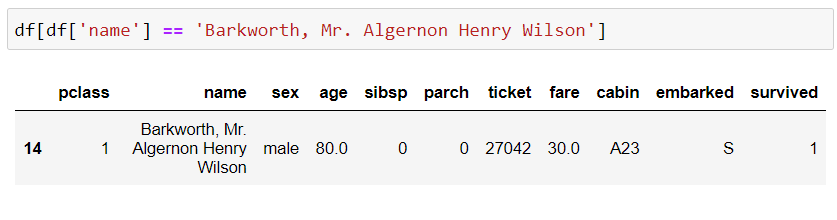 df[df['name'] == 'Barkworth, Mr. Algernon Henry Wilson']
pclass name sex age sibsp parch ticket fare cabin embarked survived
14 1 Barkworth, Mr. Algernon Henry Wilson male 80.0 0 0 27042 30.0 A23 S 1